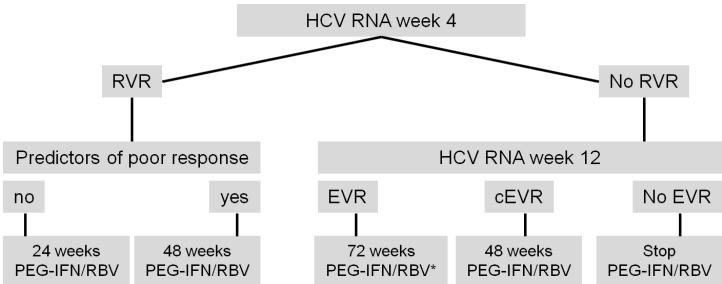 HCV RNA week 4
RVR
No RVR
Predictors of poor response
HCV RNA week 12
no
yes
EVR
cEVR
No EVR
24 weeks
PEG-IFN/RBV
48 weeks
PEG-IFN/RBV
72 weeks
PEG-IFN/RBV*
48 weeks
PEG-IFN/RBV
Stop
PEG-IFN/RBV